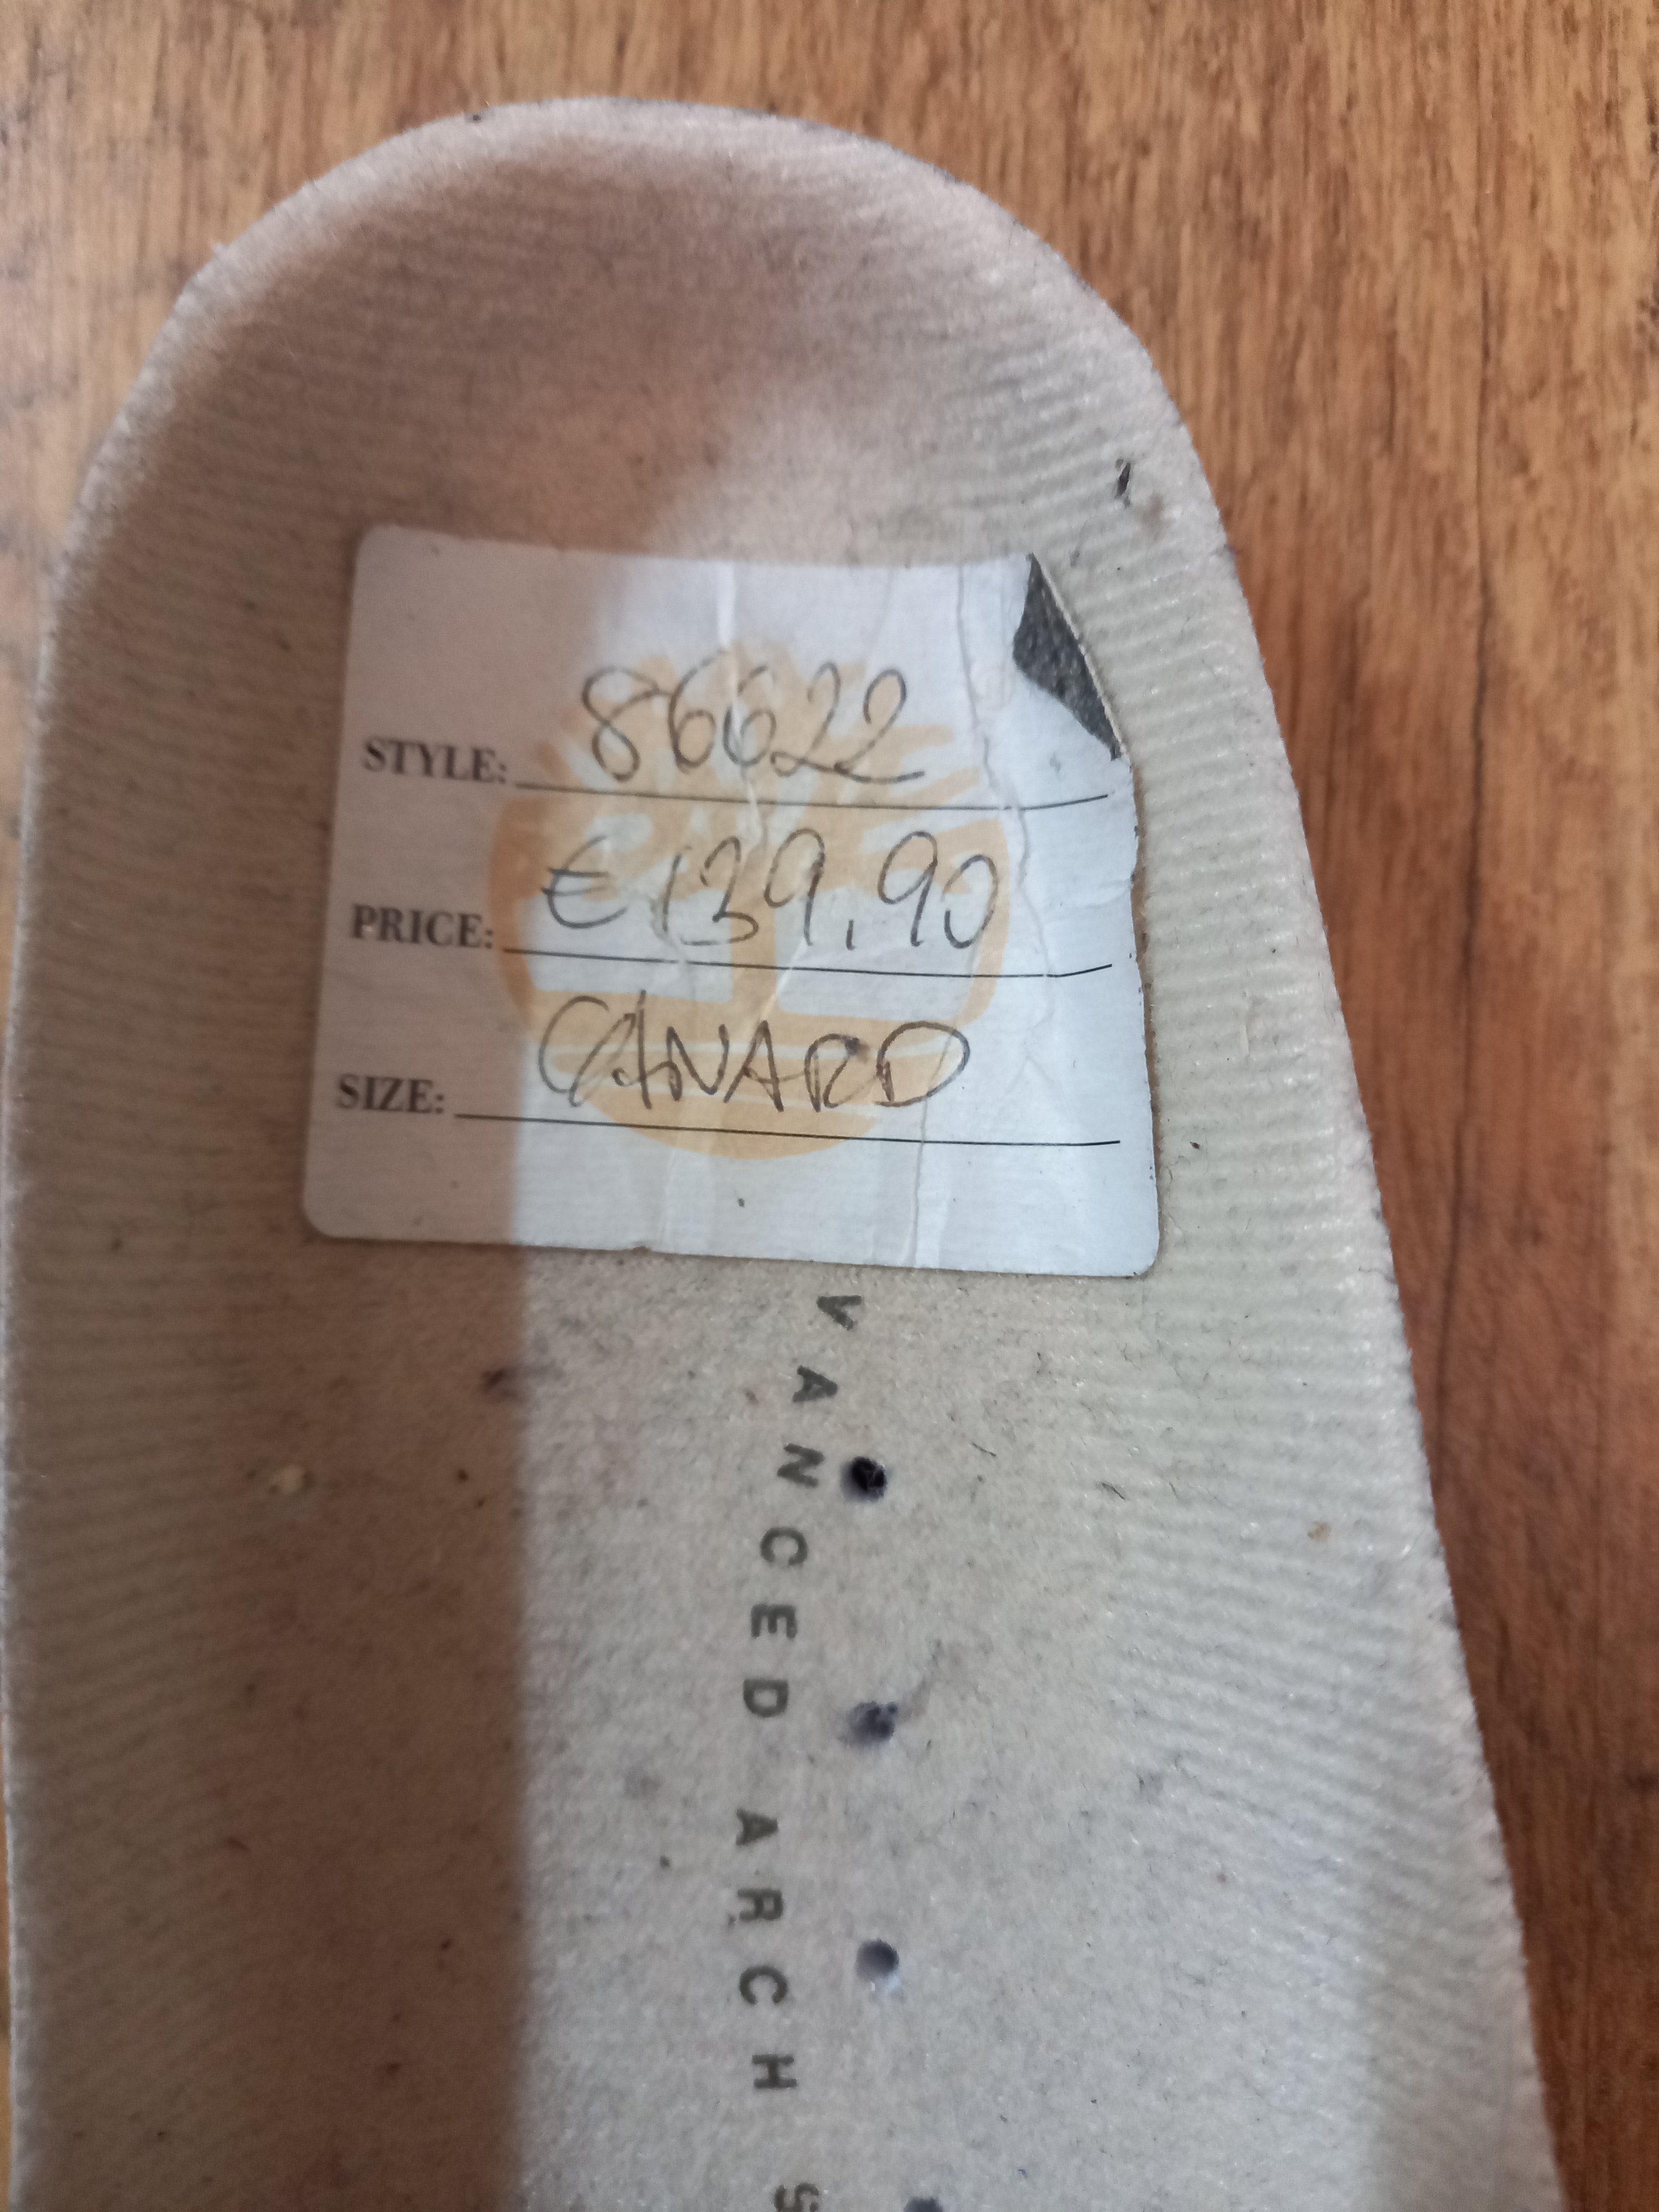 STYLE: 86622
PRICE: €139.90
SIZE: CANARD
VANCED ARCH S